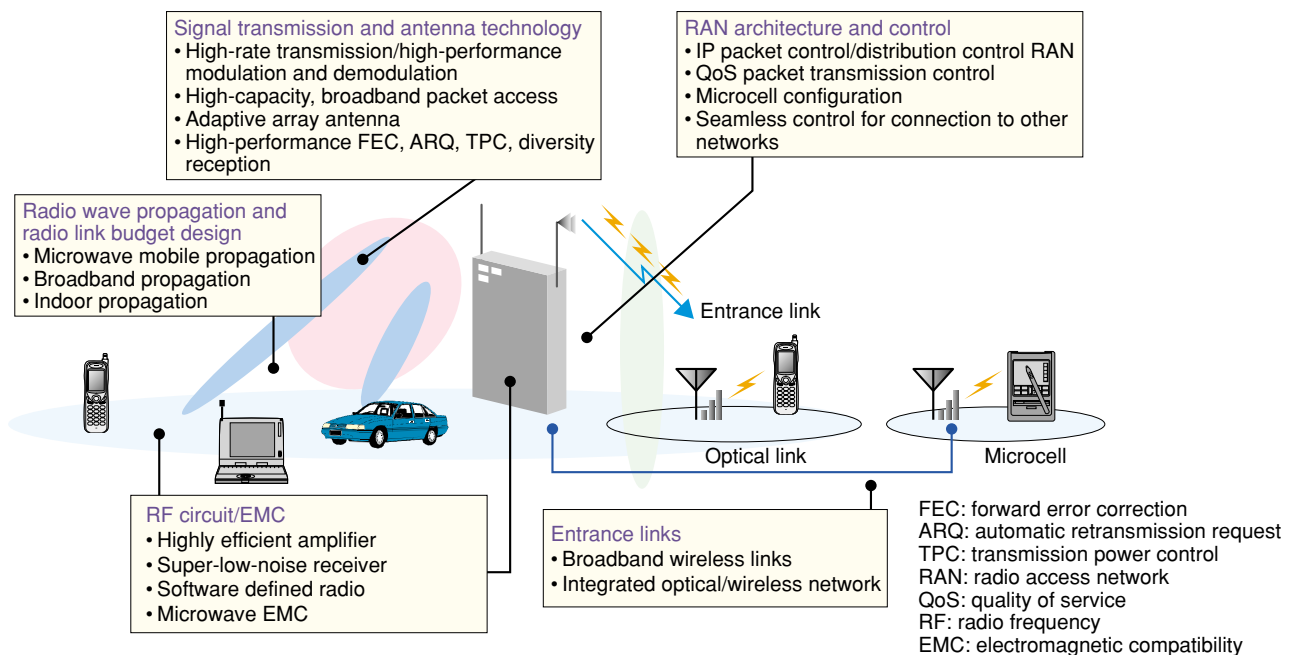 Signal transmission and antenna technology
• High-rate transmission/high-performance
modulation and demodulation
• High-capacity, broadband packet access
• Adaptive array antenna
• High-performance FEC, ARQ, TPC, diversity
reception
RAN architecture and control
• IP packet control/distribution control RAN
• QoS packet transmission control
• Microcell configuration
• Seamless control for connection to other
networks
Radio wave propagation and
radio link budget design
• Microwave mobile propagation
• Broadband propagation
• Indoor propagation
Entrance link
Optical link
Microcell
RF circuit/EMC
• Highly efficient amplifier
• Super-low-noise receiver
• Software defined radio
• Microwave EMC
Entrance links
• Broadband wireless links
• Integrated optical/wireless network
FEC: forward error correction
ARQ: automatic retransmission request
TPC: transmission power control
RAN: radio access network
QoS: quality of service
RF: radio frequency
EMC: electromagnetic compatibility